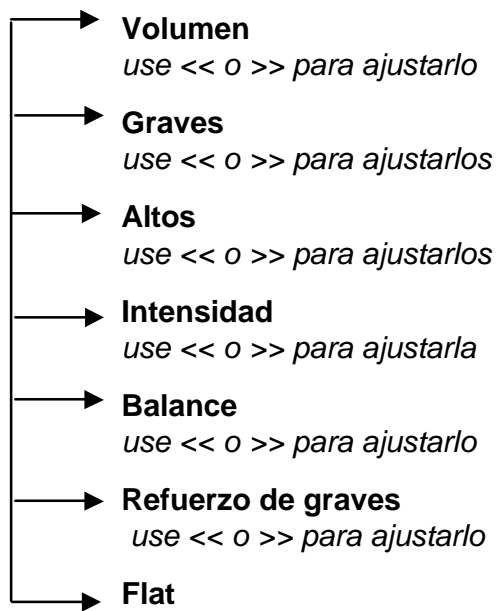 Volumen
use << o >> para ajustarlo
Graves
use << o >> para ajustarlos
Altos
use << o >> para ajustarlos
Intensidad
use << o >> para ajustarla
Balance
use << o >> para ajustarlo
Refuerzo de graves
use << o >> para ajustarlo
Flat